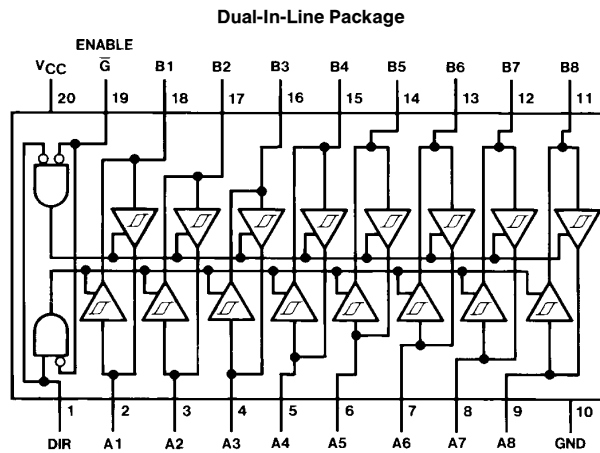 Dual-In-Line Package
ENABLE
VCC G̅ B1 B2 B3 B4 B5 B6 B7 B8
20 19 18 17 16 15 14 13 12 11
1 2 3 4 5 6 7 8 9 10
DIR A1 A2 A3 A4 A5 A6 A7 A8 GND